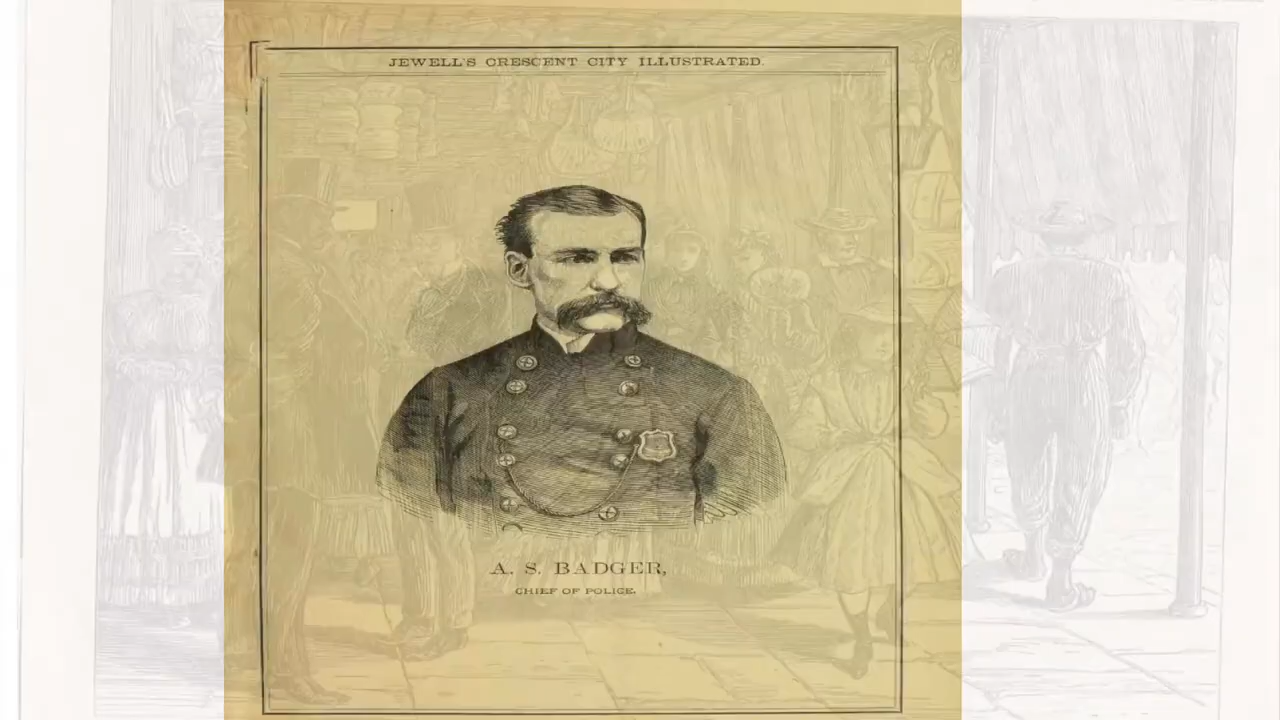 JEWELL'S CRESCENT CITY ILLUSTRATED.
A. S. BADGER,
CHIEF OF POLICE.